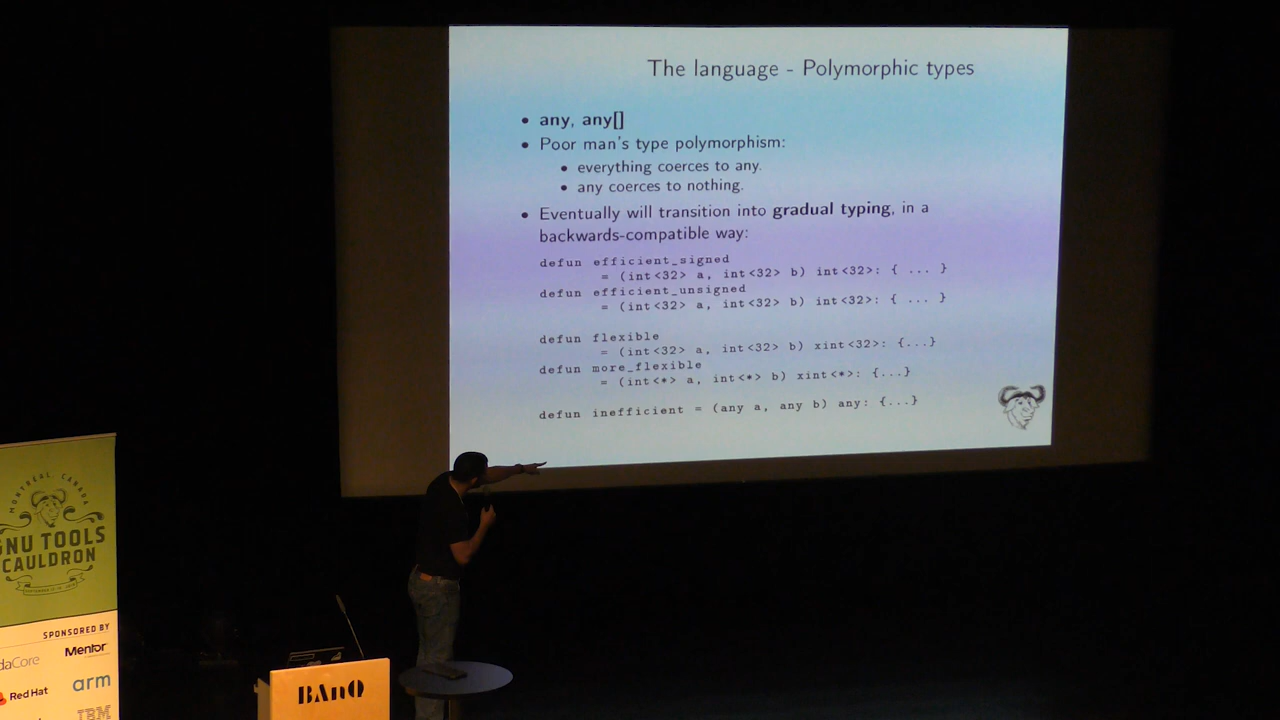 The language - Polymorphic types
• any, any[]
• Poor man's type polymorphism:
• everything coerces to any.
• any coerces to nothing.
• Eventually will transition into gradual typing, in a
backwards-compatible way:
defun efficient_signed
= (int<32> a, int<32> b) int<32>: { ... }
defun efficient_unsigned
= (int<32> a, int<32> b) int<32>: { ... }
defun flexible
= (int<32> a, int<32> b) xint<32>: {...}
defun more_flexible
= (int<*> a, int<*> b) xint<*>: {...}
defun inefficient = (any a, any b) any: {...}
MONTRÉAL, CANADA
GNU TOOLS
CAULDRON
SPONSORED BY
daCore
Mentor
Red Hat
arm
IBM
BAnQ